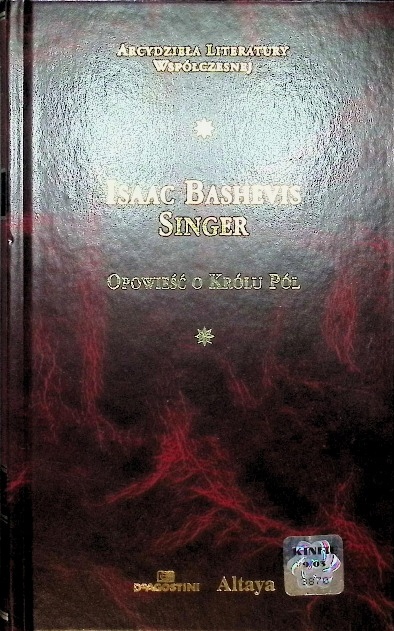 Arcydzieła Literatury
Współczesnej
Isaac Bashevis
Singer
Opowieść o Królu Pól
DeAgostini Altaya